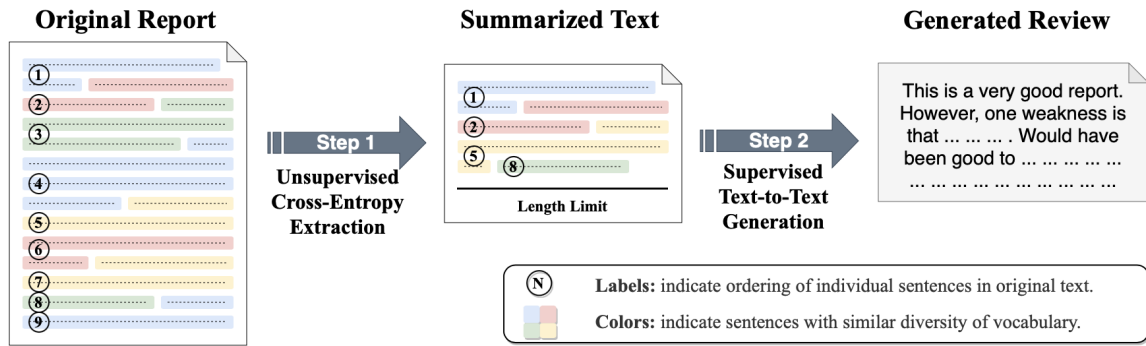 Original Report
Summarized Text
Generated Review
1
2
3
4
5
6
7
8
9
Step 1
Unsupervised
Cross-Entropy
Extraction
1
2
5
8
Length Limit
Step 2
Supervised
Text-to-Text
Generation
This is a very good report.
However, one weakness is
that ... ... ... . Would have
been good to ... ... ... ... ...
... ... ... ... ... ... ... ... ... ...
N Labels: indicate ordering of individual sentences in original text.
Colors: indicate sentences with similar diversity of vocabulary.